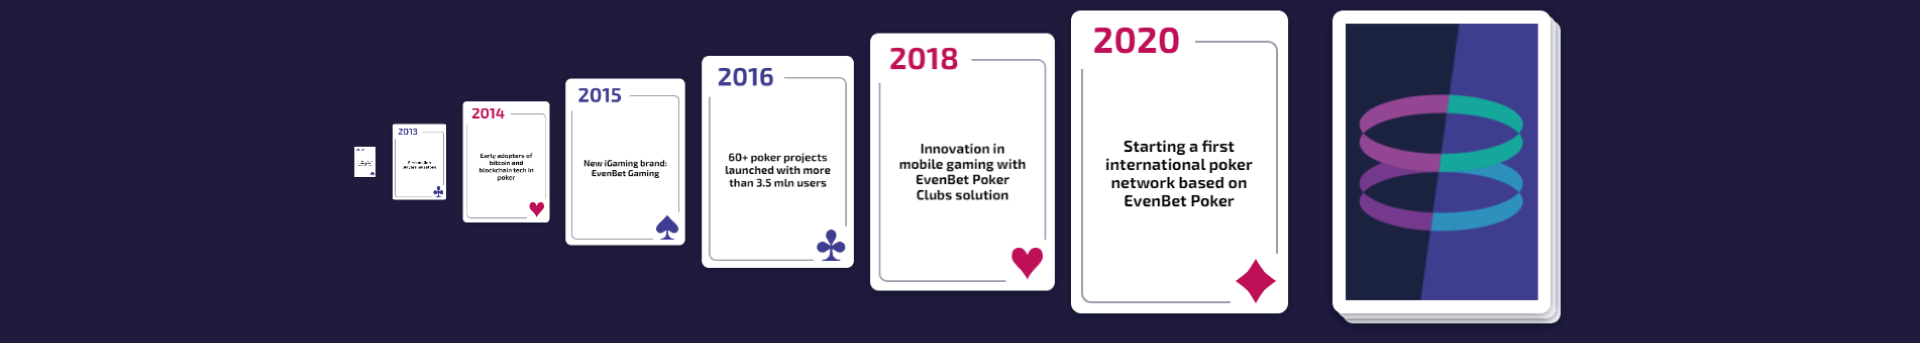 2013
2014
Early adopters of
bitcoin and
blockchain tech in
poker
2015
New iGaming brand:
EvenBet Gaming
2016
60+ poker projects
launched with more
than 3.5 mln users
2018
Innovation in
mobile gaming with
EvenBet Poker
Clubs solution
2020
Starting a first
international poker
network based on
EvenBet Poker